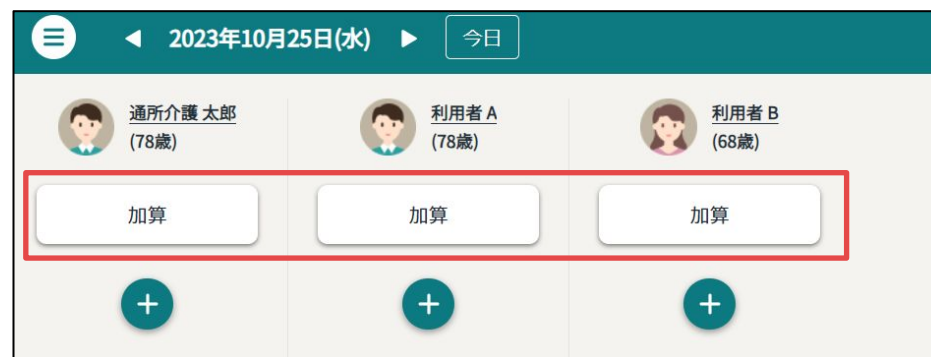 2023年10月25日(水)
今日
通所介護 太郎
(78歳)
利用者 A
(78歳)
利用者 B
(68歳)
加算
加算
加算